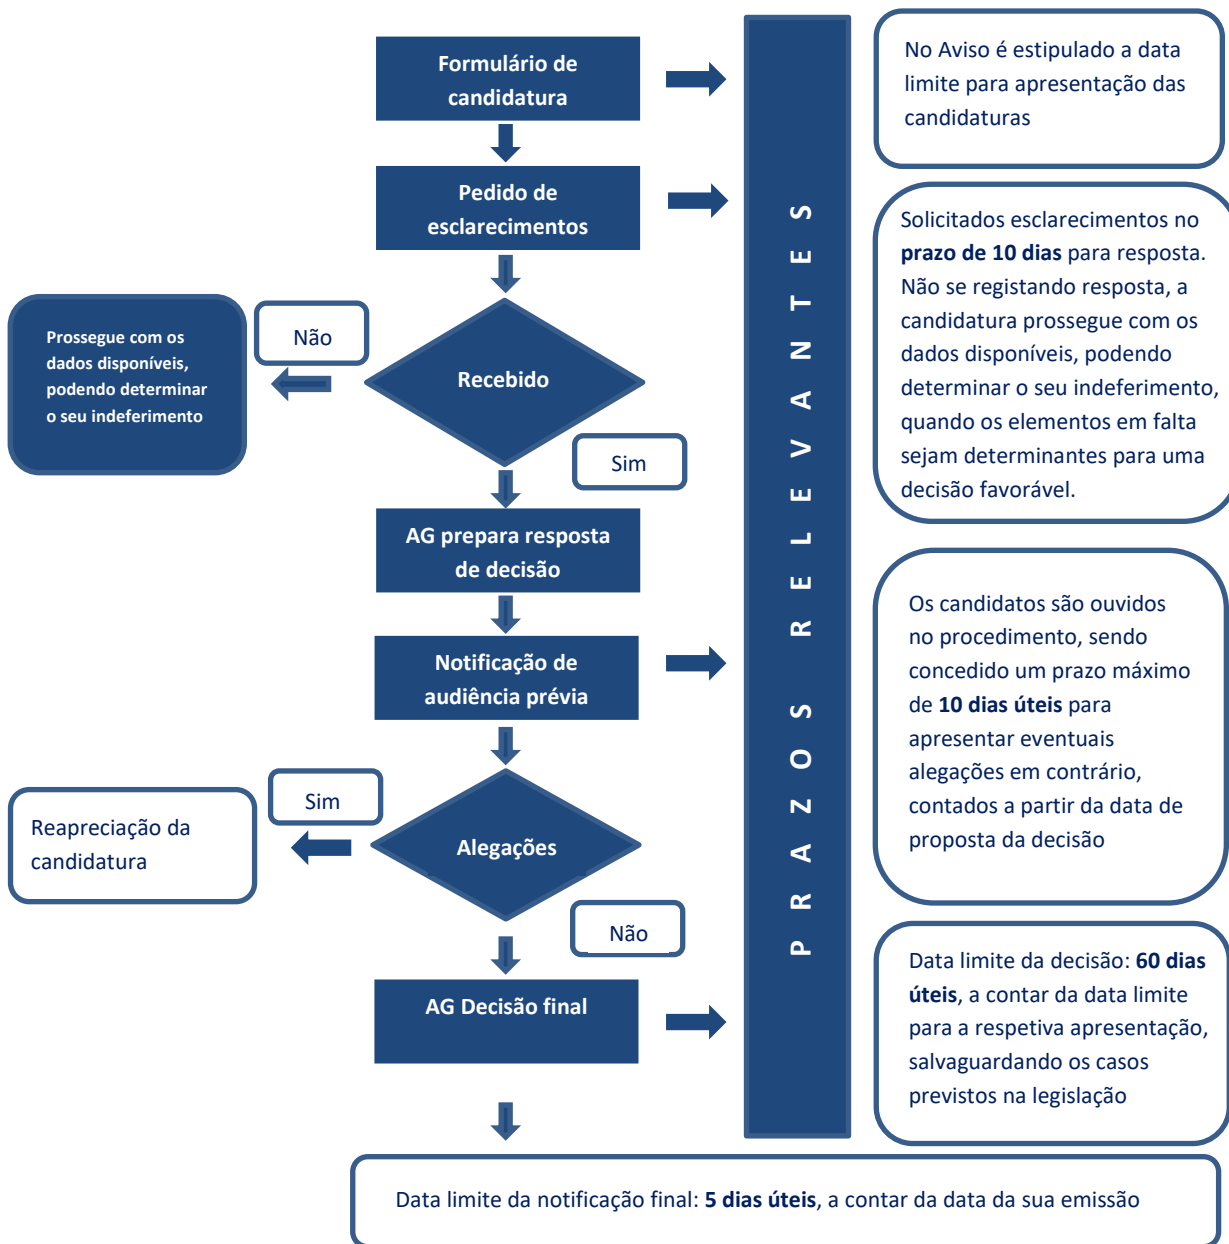 Formulário de
candidatura
No Aviso é estipulado a data
limite para apresentação das
candidaturas
Pedido de
esclarecimentos
Solicitados esclarecimentos no
prazo de 10 dias para resposta.
Não se registando resposta, a
candidatura prossegue com os
dados disponíveis, podendo
determinar o seu indeferimento,
quando os elementos em falta
sejam determinantes para uma
decisão favorável.
Recebido
Não
Prossegue com os
dados disponíveis,
podendo determinar
o seu indeferimento
Sim
AG prepara resposta
de decisão
Notificação de
audiência prévia
Os candidatos são ouvidos
no procedimento, sendo
concedido um prazo máximo
de 10 dias úteis para
apresentar eventuais
alegações em contrário,
contados a partir da data de
proposta da decisão
Alegações
Sim
Reapreciação da
candidatura
Não
AG Decisão final
Data limite da decisão: 60 dias
úteis, a contar da data limite
para a respetiva apresentação,
salvaguardando os casos
previstos na legislação
PRAZOS RELEVANTES
Data limite da notificação final: 5 dias úteis, a contar da data da sua emissão